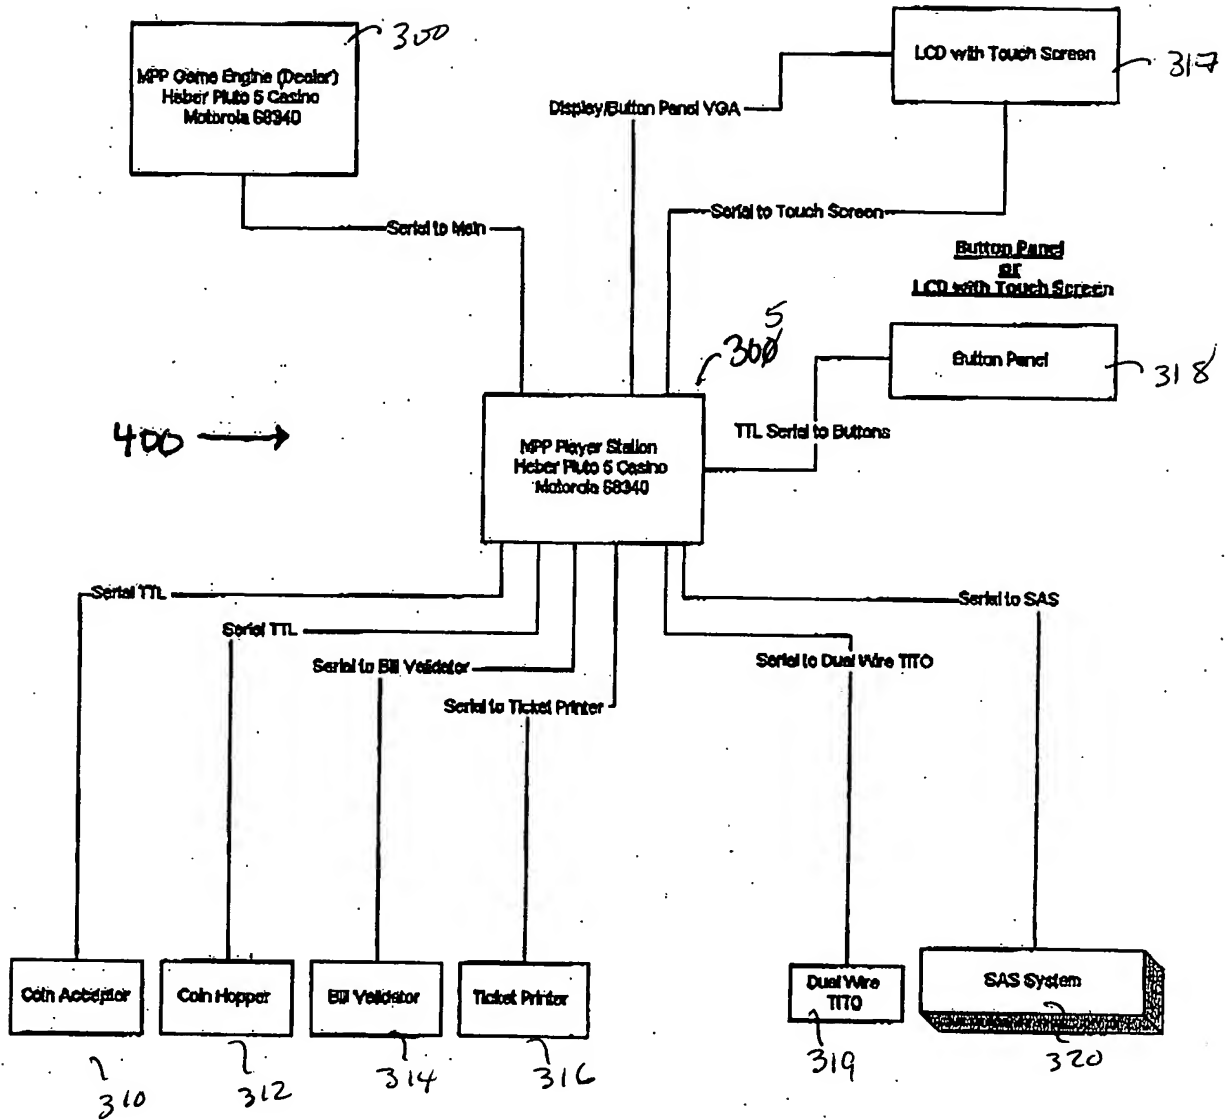 300
MPP Game Engine (Dealer)
Heber Pluto 5 Casino
Motorola 68340
LCD with Touch Screen
317
Display/Button Panel VGA
Serial to Touch Screen
Serial to Main
Button Panel
or
LCD with Touch Screen
5
300
Button Panel
318
400
TTL Serial to Buttons
MPP Player Station
Heber Pluto 5 Casino
Motorola 68340
Serial TTL
Serial to SAS
Serial TTL
Serial to Bill Validator
Serial to Dual Wire TITO
Serial to Ticket Printer
Coin Acceptor
Coin Hopper
Bill Validator
Ticket Printer
Dual Wire
TITO
SAS System
310
312
314
316
319
320